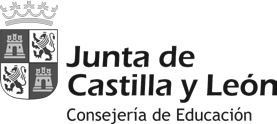 Junta de
Castilla y León
Consejería de Educación